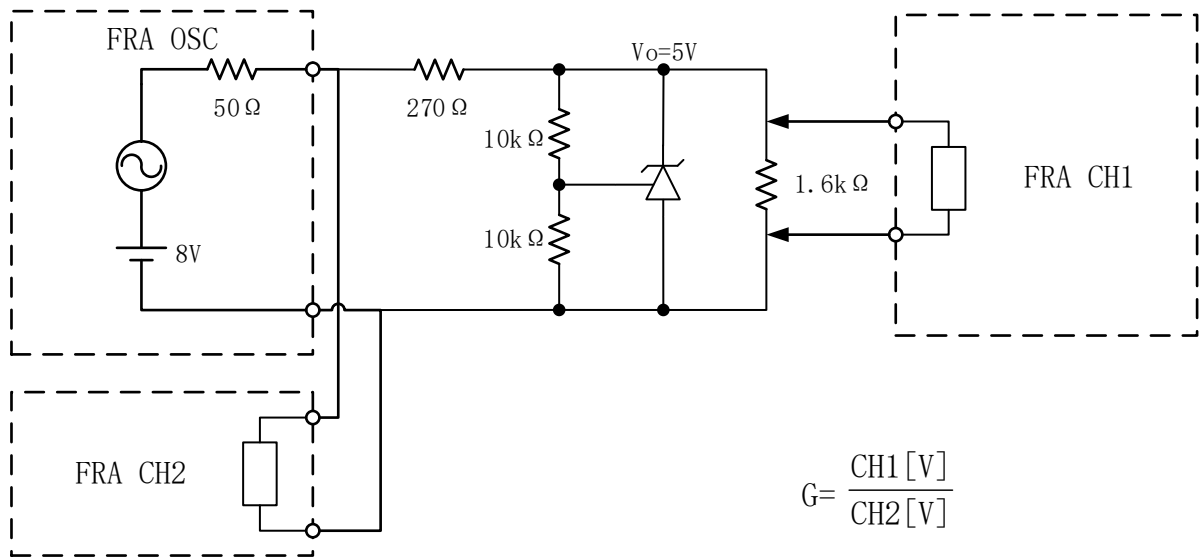 FRA OSC
50Ω
8V
270Ω
Vo=5V
10kΩ
10kΩ
1.6kΩ
FRA CH1
FRA CH2
G= CH1[V]
CH2[V]